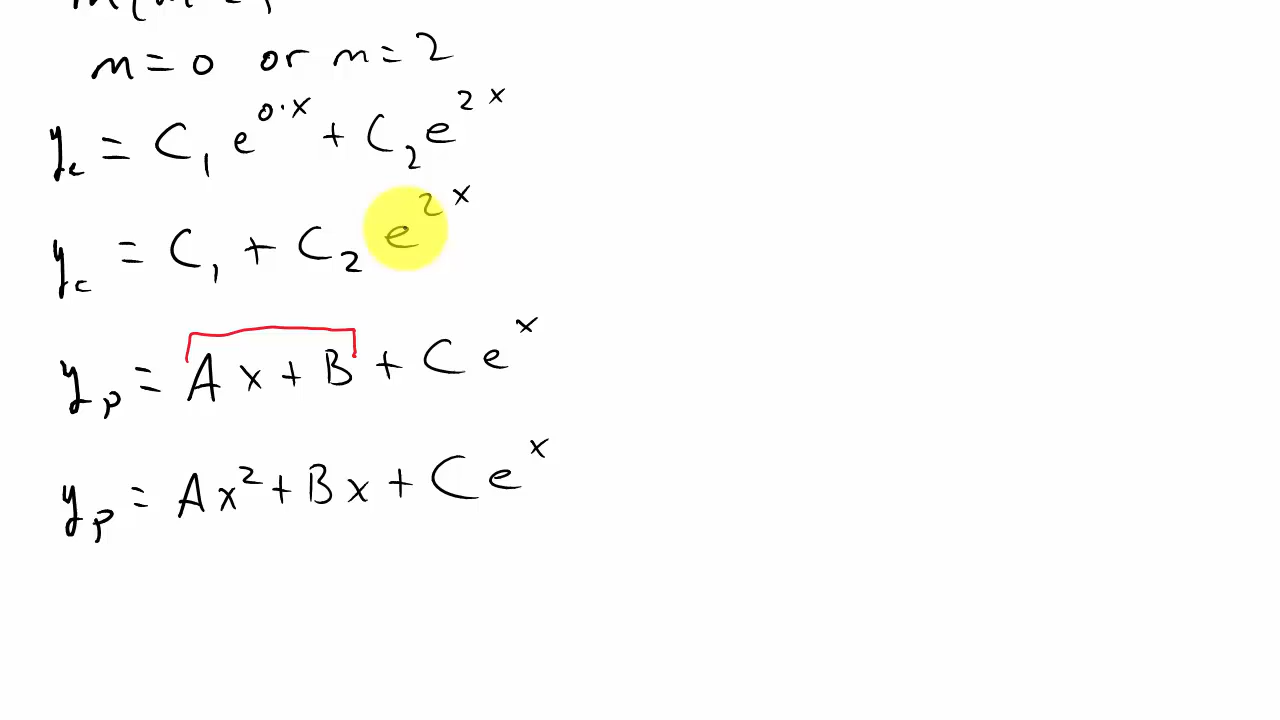 m = 0 or m = 2
y_c = C_1 e^{0·x} + C_2 e^{2x}
y_c = C_1 + C_2 e^{2x}
y_p = Ax + B + Ce^x
y_p = Ax^2 + Bx + Ce^x